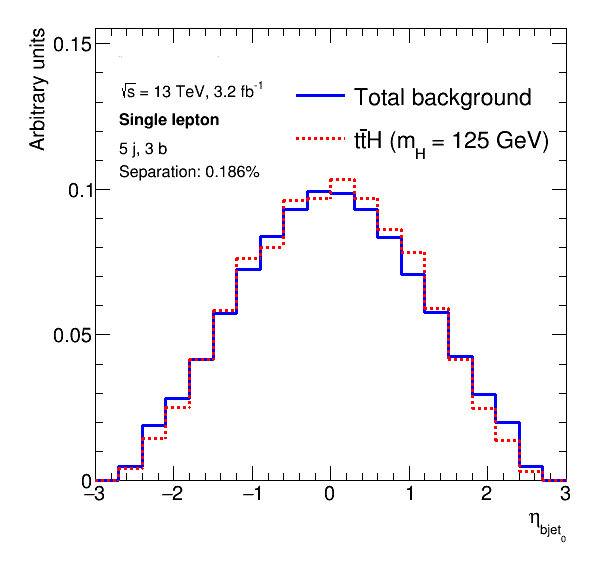 Arbitrary units
0.15
0.1
0.05
0
√s = 13 TeV, 3.2 fb⁻¹
Single lepton
5 j, 3 b
Separation: 0.186%
Total background
tt̄H (m_H = 125 GeV)
−3 −2 −1 0 1 2 3
η_bjet₀